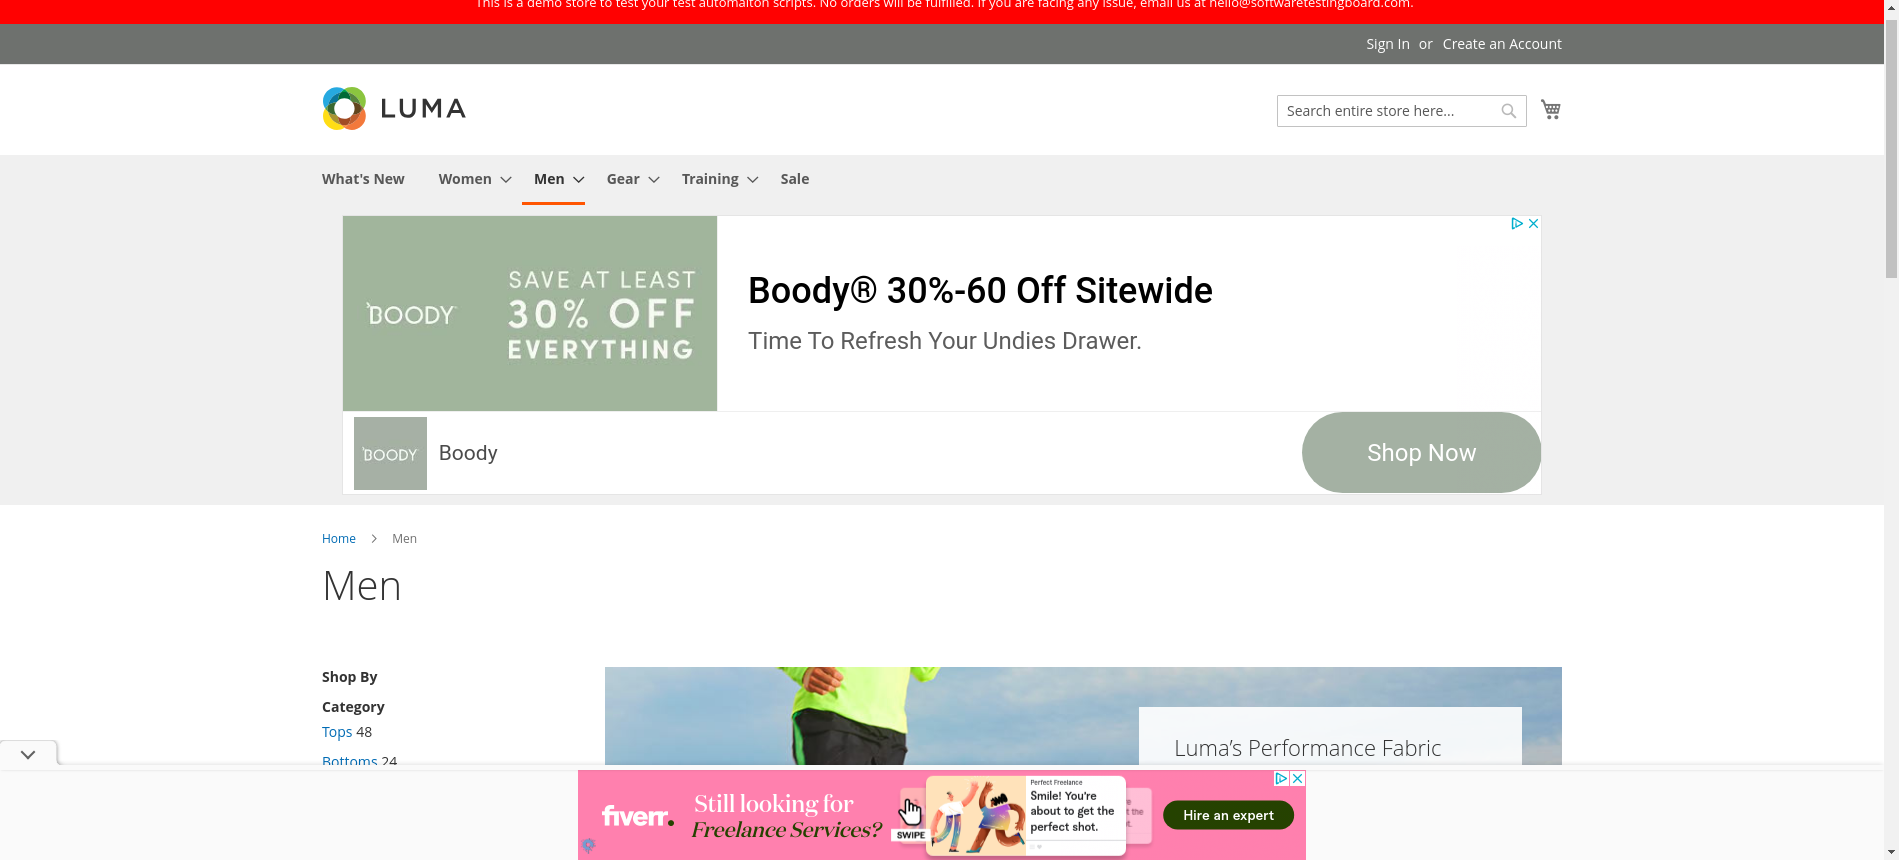 This is a demo store to test your test automaiton scripts. No orders will be fulfilled. If you are facing any issue, email us at hello@softwaretestingboard.com.
Sign In or Create an Account
LUMA
Search entire store here...
What's New Women Men Gear Training Sale
BOODY
SAVE AT LEAST
30% OFF
EVERYTHING
Boody® 30%-60 Off Sitewide
Time To Refresh Your Undies Drawer.
BOODY
Boody
Shop Now
Home Men
Men
Shop By
Category
Tops 48
Bottoms 24
Luma’s Performance Fabric
fiverr.
Still looking for
Freelance Services?
SWIPE
Perfect Freelance
Smile! You're
about to get the
perfect shot.
Hire an expert